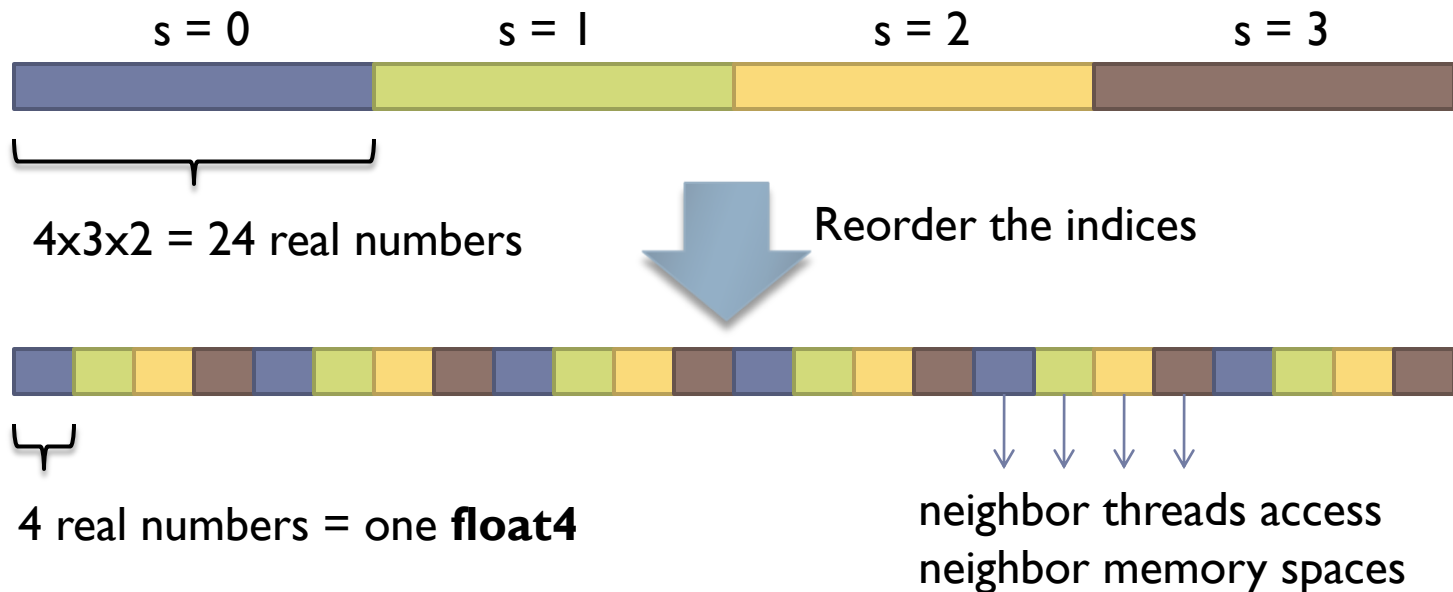 s = 0 s = 1 s = 2 s = 3
4x3x2 = 24 real numbers
Reorder the indices
4 real numbers = one float4
neighbor threads access
neighbor memory spaces